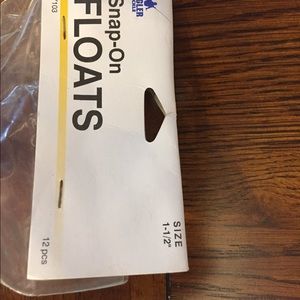 Snap-On
FLOATS
12 pcs
SIZE
1-1/2"